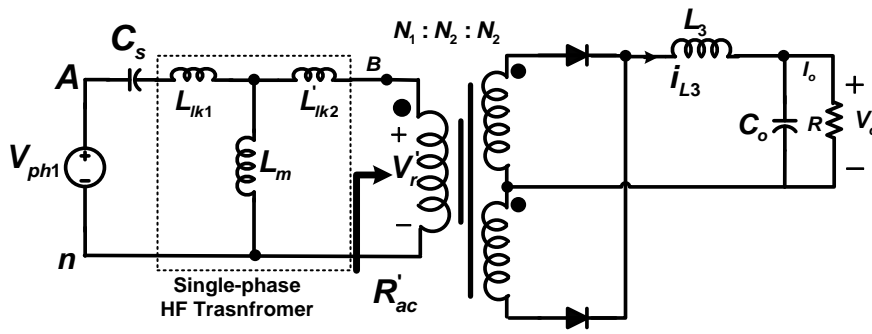 N1 : N2 : N2
Cs
A
Llk1
L'lk2
B
L3
iL3
Io
+
Vph1
Lm
+
V'r
−
Co
R
Vo
−
n
R'ac
Single-phase
HF Trasnfromer